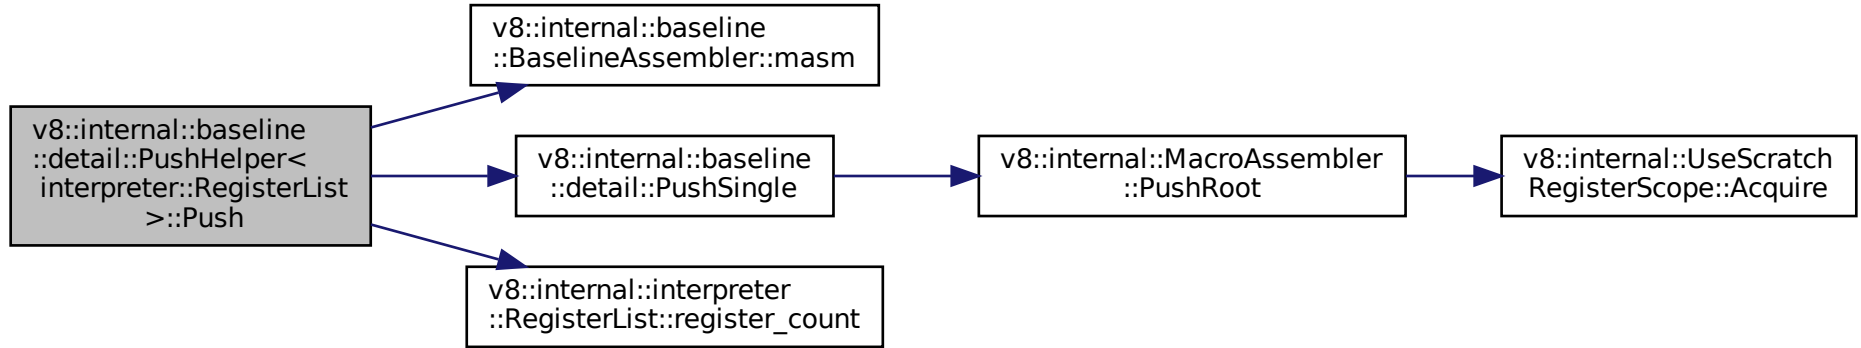 v8::internal::baseline
::BaselineAssembler::masm
v8::internal::baseline
::detail::PushHelper<
interpreter::RegisterList
>::Push
v8::internal::baseline
::detail::PushSingle
v8::internal::MacroAssembler
::PushRoot
v8::internal::UseScratch
RegisterScope::Acquire
v8::internal::interpreter
::RegisterList::register_count